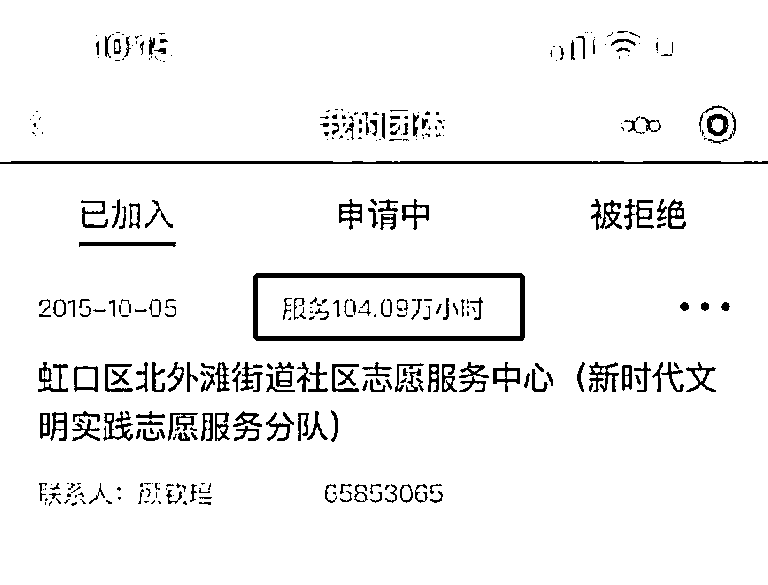 10:15
我的团体
已加入 申请中 被拒绝
2015-10-05 服务104.09万小时
虹口区北外滩街道社区志愿服务中心（新时代文
明实践志愿服务分队）
联系人： 65853065